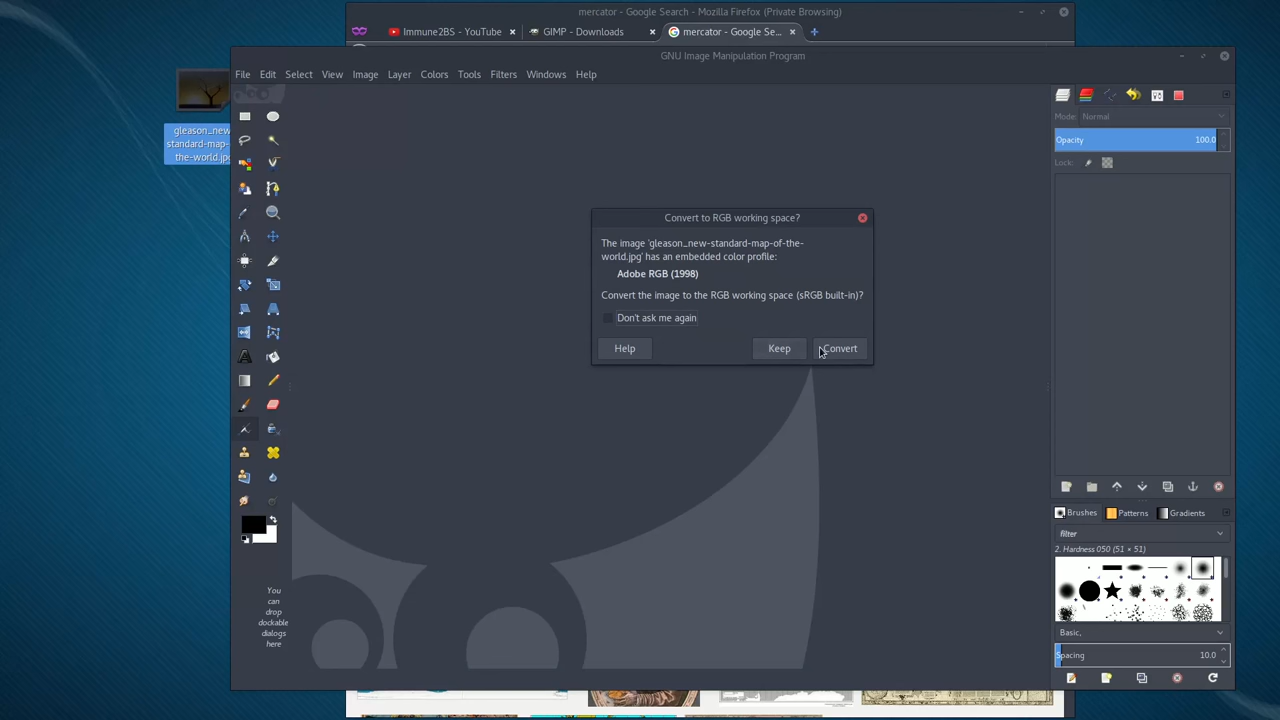 mercator - Google Search - Mozilla Firefox (Private Browsing)
Immune2BS - YouTube
GIMP - Downloads
mercator - Google Se...
GNU Image Manipulation Program
File Edit Select View Image Layer Colors Tools Filters Windows Help
gleason_new
standard-map-
the-world.jpg
Mode: Normal
Opacity 100.0
Lock:
Convert to RGB working space?
The image 'gleason_new-standard-map-of-the-
world.jpg' has an embedded color profile:
Adobe RGB (1998)
Convert the image to the RGB working space (sRGB built-in)?
Don't ask me again
Help Keep Convert
Brushes Patterns Gradients
filter
2. Hardness 050 (51 × 51)
Basic,
Spacing 10.0
You
can
drop
dockable
dialogs
here